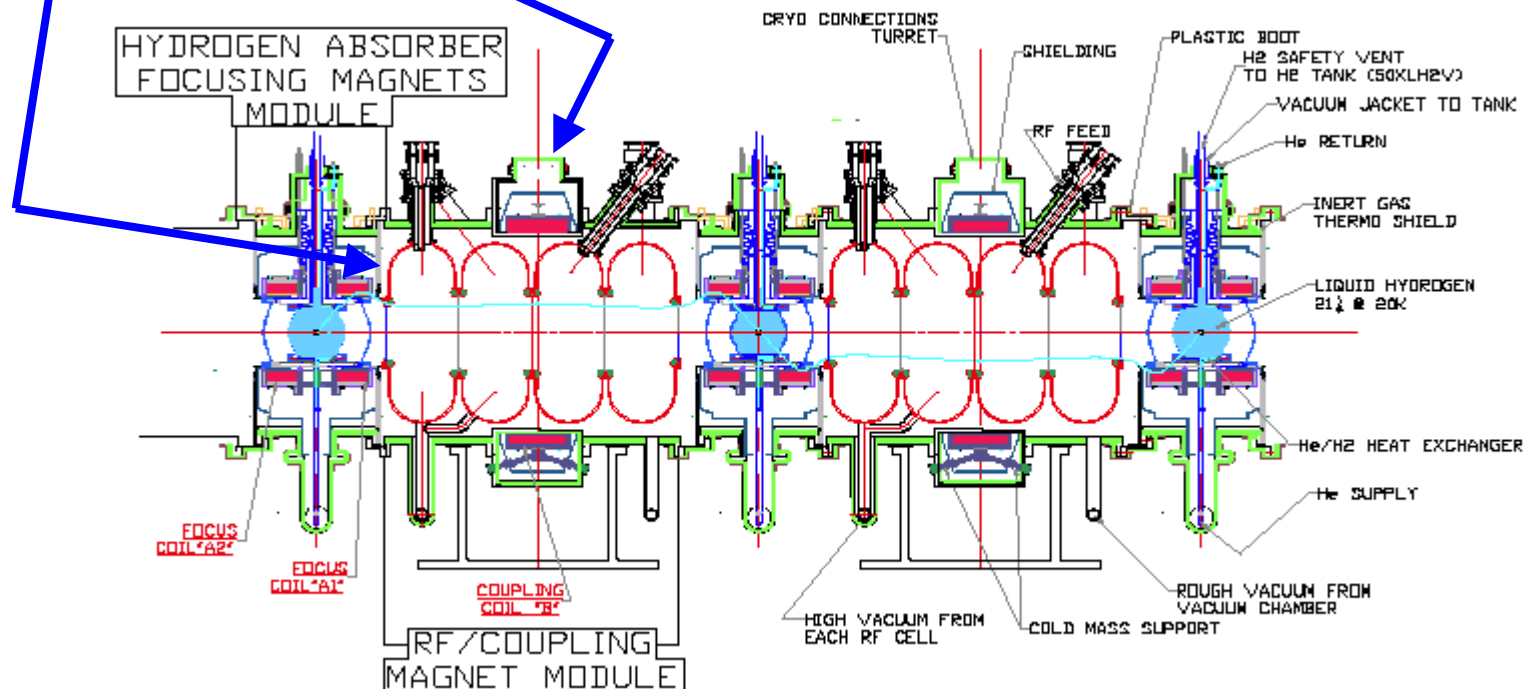 HYDROGEN ABSORBER
FOCUSING MAGNETS
MODULE
CRYO CONNECTIONS
TURRET
SHIELDING
PLASTIC BOOT
H2 SAFETY VENT
TO H2 TANK (50XLH2V)
VACUUM JACKET TO TANK
RF FEED
He RETURN
INERT GAS
THERMO SHIELD
LIQUID HYDROGEN
@ 20K
He/H2 HEAT EXCHANGER
He SUPPLY
FOCUS
COIL"A2"
FOCUS
COIL"A1"
COUPLING
COIL "B"
RF/COUPLING
MAGNET MODULE
HIGH VACUUM FROM
EACH RF CELL
COLD MASS SUPPORT
ROUGH VACUUM FROM
VACUUM CHAMBER